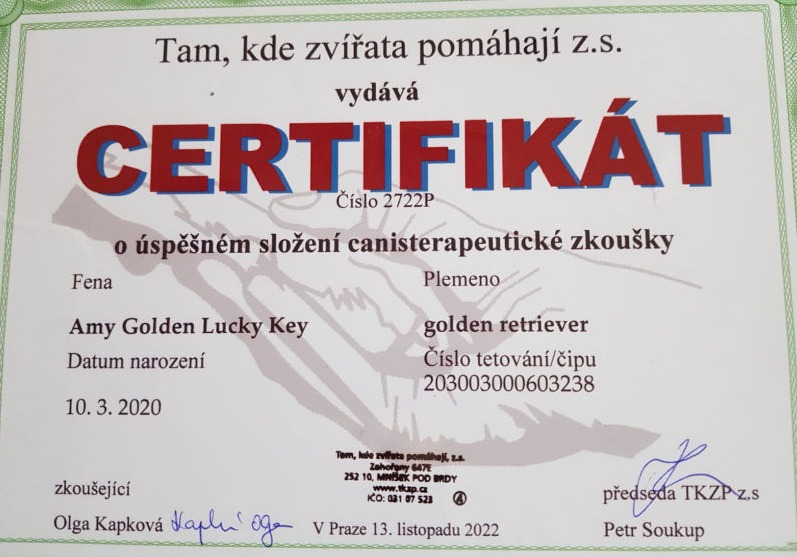 Tam, kde zvířata pomáhají z.s.
vydává
CERTIFIKÁT
Číslo 2722P
o úspěšném složení canisterapeutické zkoušky
Fena
Plemeno
Amy Golden Lucky Key
golden retriever
Datum narození
Číslo tetování/čipu
203003000603238
10. 3. 2020
Tam, kde zvířata pomáhají, z.s.
Zahořany 647E
252 10, MNÍŠEK POD BRDY
www.tkzp.cz
IČO: 031 07 523 A
zkoušející
předseda TKZP z.s
Olga Kapková
V Praze 13. listopadu 2022
Petr Soukup